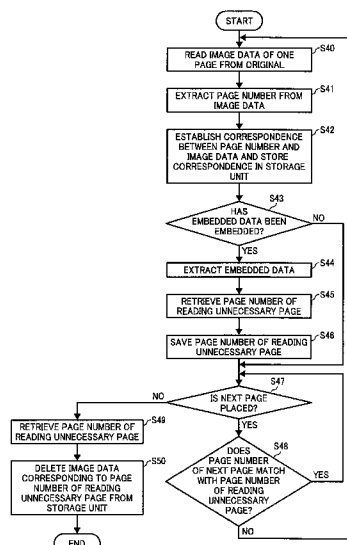 START
READ IMAGE DATA OF ONE
PAGE FROM ORIGINAL
S40
EXTRACT PAGE NUMBER FROM
IMAGE DATA
S41
ESTABLISH CORRESPONDENCE
BETWEEN PAGE NUMBER AND
IMAGE DATA AND STORE
CORRESPONDENCE IN STORAGE
UNIT
S42
HAS
EMBEDDED DATA BEEN
EMBEDDED?
S43
NO
YES
EXTRACT EMBEDDED DATA
S44
RETRIEVE PAGE NUMBER OF
READING UNNECESSARY PAGE
S45
SAVE PAGE NUMBER OF READING
UNNECESSARY PAGE
S46
IS NEXT PAGE
PLACED?
S47
NO
YES
RETRIEVE PAGE NUMBER OF
READING UNNECESSARY PAGE
S49
DELETE IMAGE DATA
CORRESPONDING TO PAGE
NUMBER OF READING
UNNECESSARY PAGE FROM
STORAGE UNIT
S50
END
DOES
PAGE NUMBER
OF NEXT PAGE MATCH
WITH PAGE NUMBER
OF READING
UNNECESSARY
PAGE?
S48
YES
NO